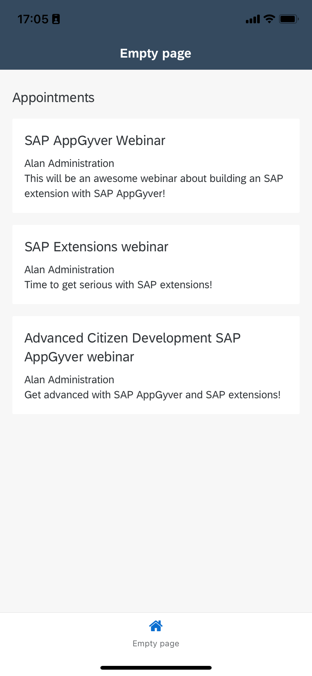 17:05
Empty page
Appointments
SAP AppGyver Webinar
Alan Administration
This will be an awesome webinar about building an SAP
extension with SAP AppGyver!
SAP Extensions webinar
Alan Administration
Time to get serious with SAP extensions!
Advanced Citizen Development SAP
AppGyver webinar
Alan Administration
Get advanced with SAP AppGyver and SAP extensions!
Empty page